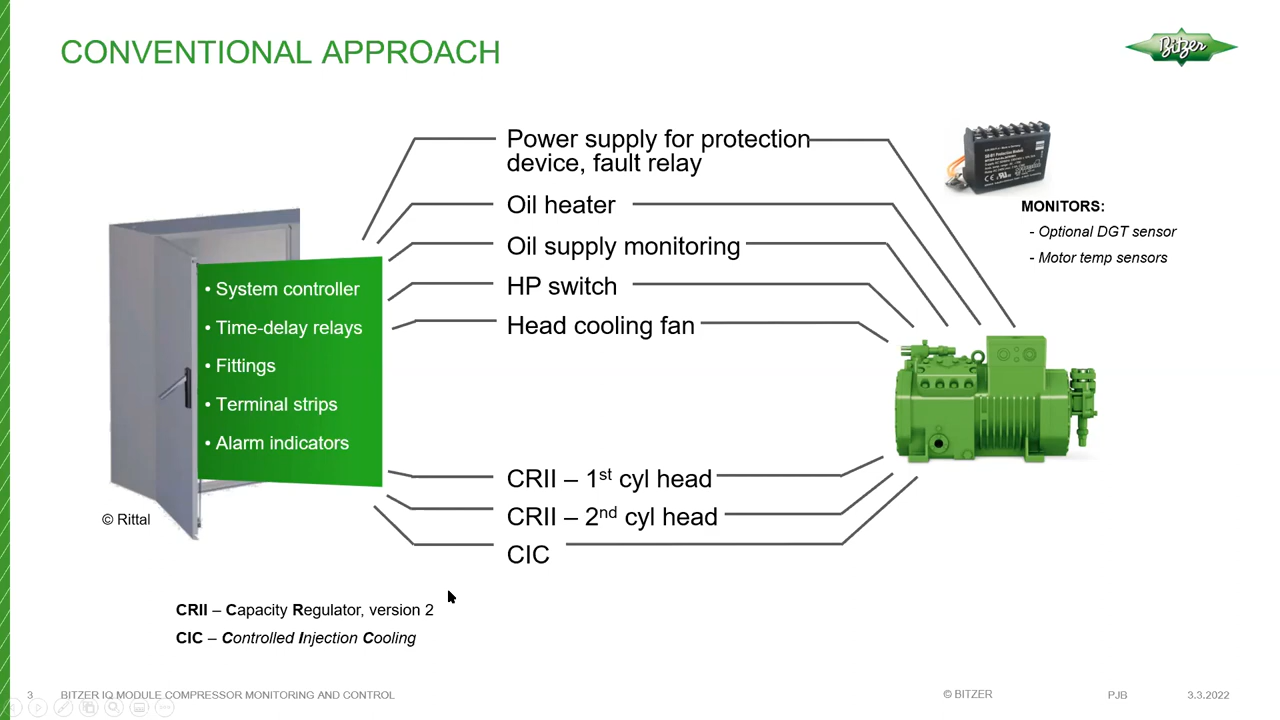 CONVENTIONAL APPROACH
Bitzer
Power supply for protection
device, fault relay
Oil heater
Oil supply monitoring
HP switch
Head cooling fan
MONITORS:
- Optional DGT sensor
- Motor temp sensors
• System controller
• Time-delay relays
• Fittings
• Terminal strips
• Alarm indicators
CRII – 1st cyl head
CRII – 2nd cyl head
CIC
© Rittal
CRII – Capacity Regulator, version 2
CIC – Controlled Injection Cooling
3 BITZER IQ MODULE COMPRESSOR MONITORING AND CONTROL © BITZER PJB 3.3.2022